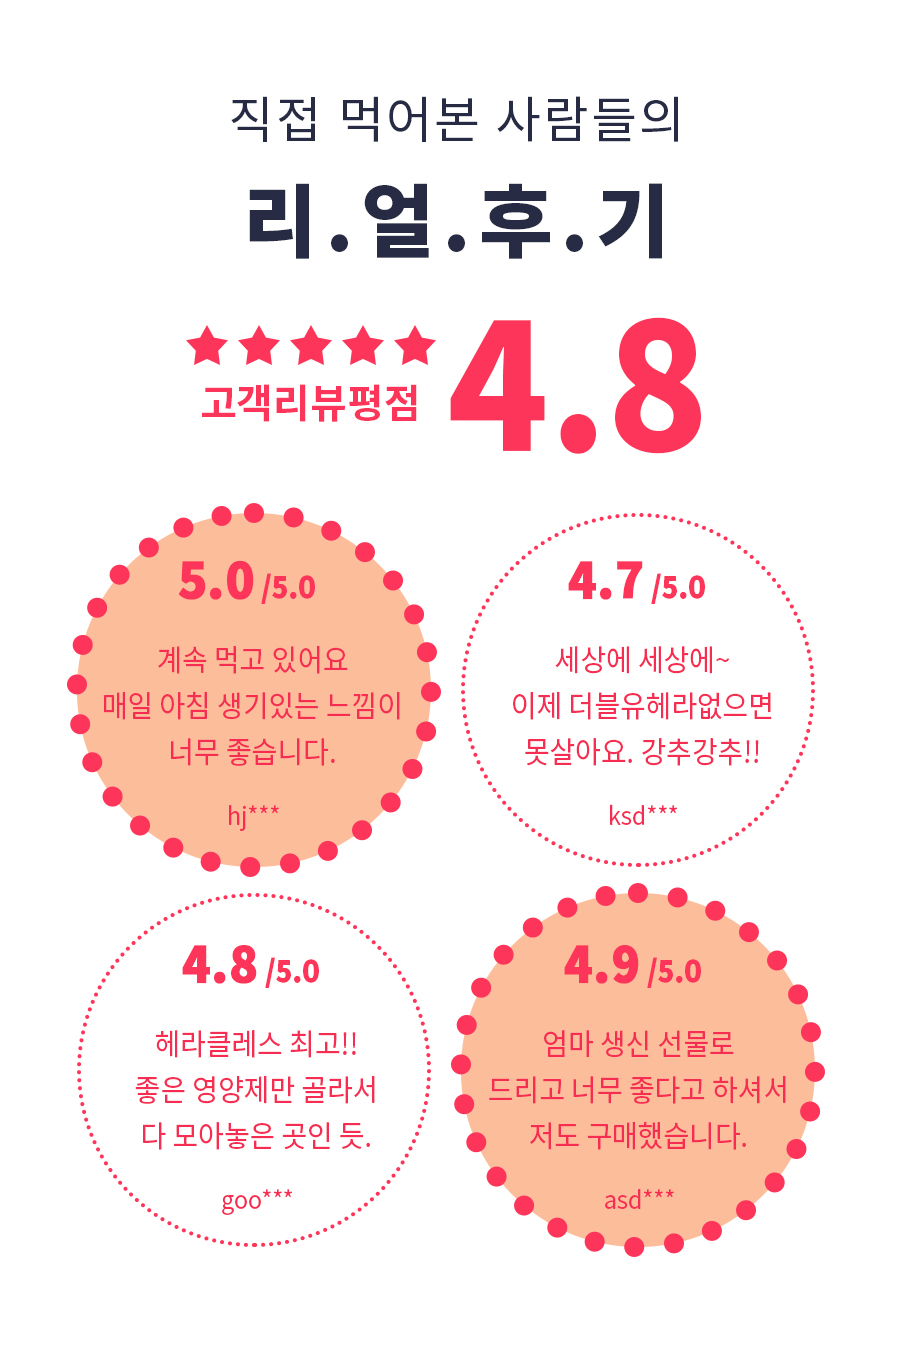 직접 먹어본 사람들의
리.얼.후.기
고객리뷰평점
4.8
5.0 /5.0
계속 먹고 있어요
매일 아침 생기있는 느낌이
너무 좋습니다.
hj***
4.7 /5.0
세상에 세상에~
이제 더블유헤라없으면
못살아요. 강추강추!!
ksd***
4.8 /5.0
헤라클레스 최고!!
좋은 영양제만 골라서
다 모아놓은 곳인 듯.
goo***
4.9 /5.0
엄마 생신 선물로
드리고 너무 좋다고 하셔서
저도 구매했습니다.
asd***